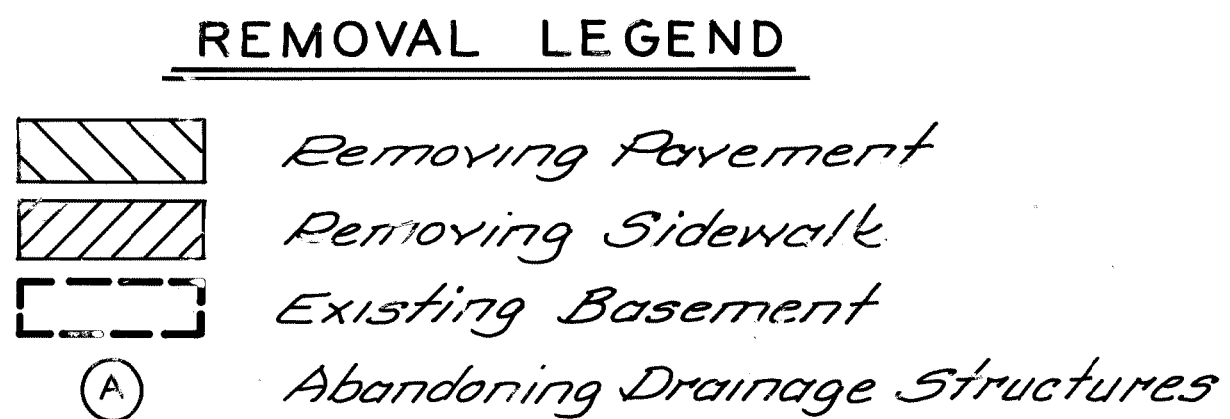 REMOVAL LEGEND
Removing Pavement
Removing Sidewalk
Existing Basement
A Abandoning Drainage Structures